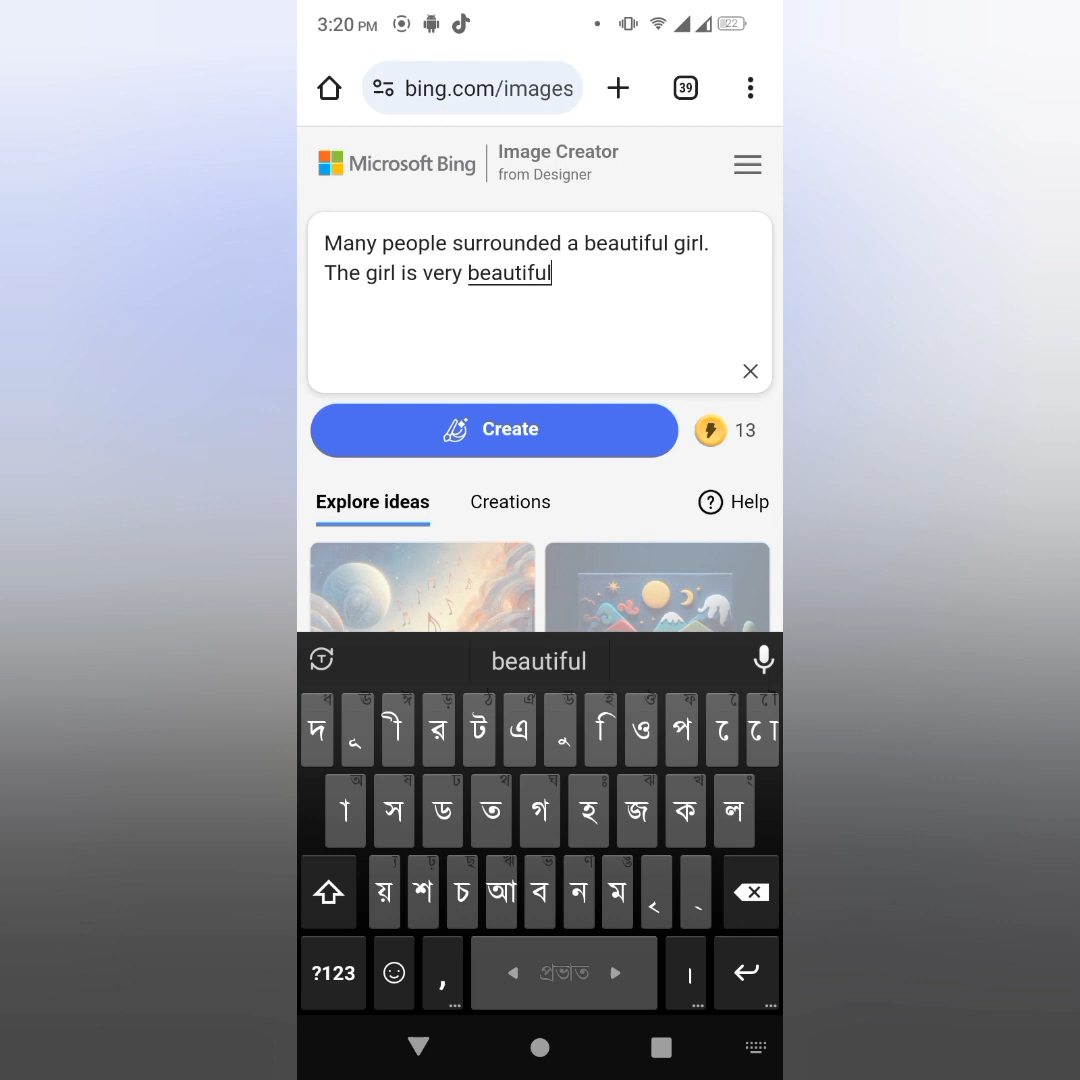 3:20 PM
22
bing.com/images
39
Microsoft Bing
Image Creator
from Designer
Many people surrounded a beautiful girl.
The girl is very beautiful
Create
13
Explore ideas
Creations
Help
beautiful
ধ ঊ ঈ ড় ঠ ঐ উ ই ঔ ফ ৈ ৌ
দ ূ ী র ট এ ু ি ও প ে ো
অ ষ ঢ থ ঘ ঃ ঝ খ ং
া স ড ত গ হ জ ক ল
য ঢ় ছ ঋ ভ ণ ঙ
য় শ চ আ ব ন ম ৃ ্
?123 , প্রভাত ।